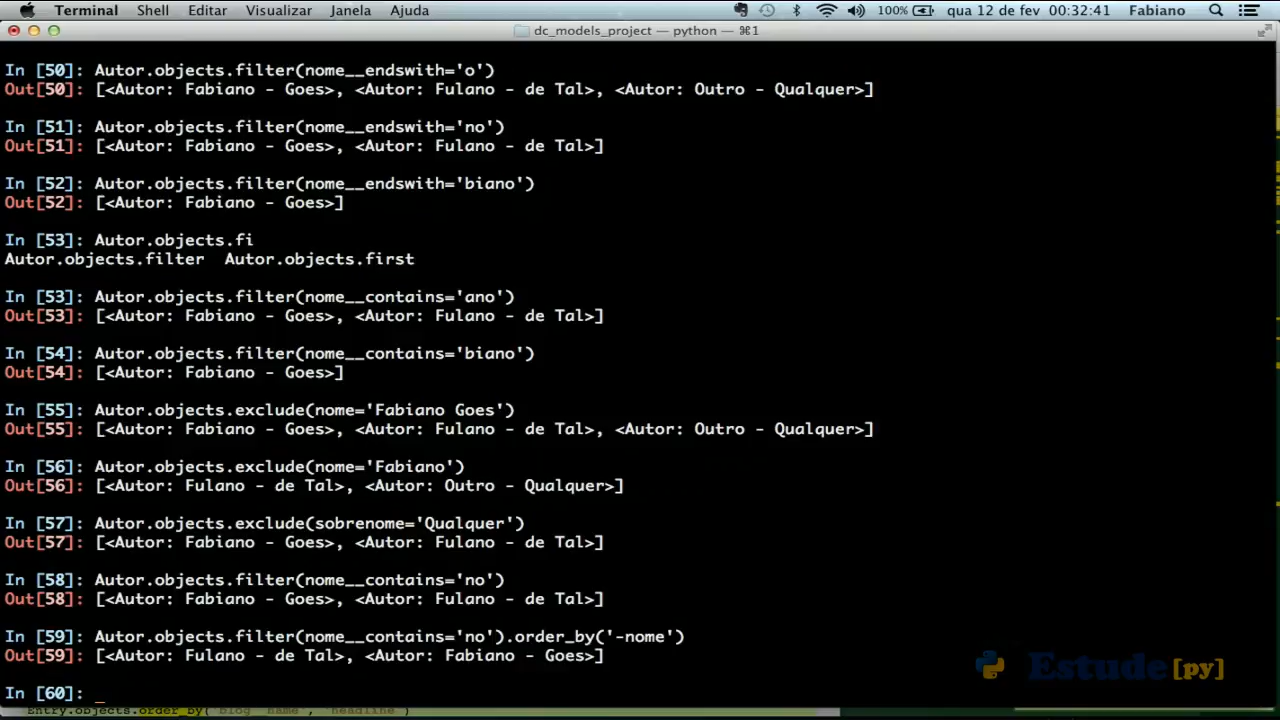 Terminal Shell Editar Visualizar Janela Ajuda 100% qua 12 de fev 00:32:41 Fabiano
dc_models_project — python — ⌘1
In [50]: Autor.objects.filter(nome__endswith='o')
Out[50]: [<Autor: Fabiano - Goes>, <Autor: Fulano - de Tal>, <Autor: Outro - Qualquer>]
In [51]: Autor.objects.filter(nome__endswith='no')
Out[51]: [<Autor: Fabiano - Goes>, <Autor: Fulano - de Tal>]
In [52]: Autor.objects.filter(nome__endswith='biano')
Out[52]: [<Autor: Fabiano - Goes>]
In [53]: Autor.objects.fi
Autor.objects.filter Autor.objects.first
In [53]: Autor.objects.filter(nome__contains='ano')
Out[53]: [<Autor: Fabiano - Goes>, <Autor: Fulano - de Tal>]
In [54]: Autor.objects.filter(nome__contains='biano')
Out[54]: [<Autor: Fabiano - Goes>]
In [55]: Autor.objects.exclude(nome='Fabiano Goes')
Out[55]: [<Autor: Fabiano - Goes>, <Autor: Fulano - de Tal>, <Autor: Outro - Qualquer>]
In [56]: Autor.objects.exclude(nome='Fabiano')
Out[56]: [<Autor: Fulano - de Tal>, <Autor: Outro - Qualquer>]
In [57]: Autor.objects.exclude(sobrenome='Qualquer')
Out[57]: [<Autor: Fabiano - Goes>, <Autor: Fulano - de Tal>]
In [58]: Autor.objects.filter(nome__contains='no')
Out[58]: [<Autor: Fabiano - Goes>, <Autor: Fulano - de Tal>]
In [59]: Autor.objects.filter(nome__contains='no').order_by('-nome')
Out[59]: [<Autor: Fulano - de Tal>, <Autor: Fabiano - Goes>]
Estude[py]
In [60]: _
Entry.objects.order_by('blog__name', 'headline')